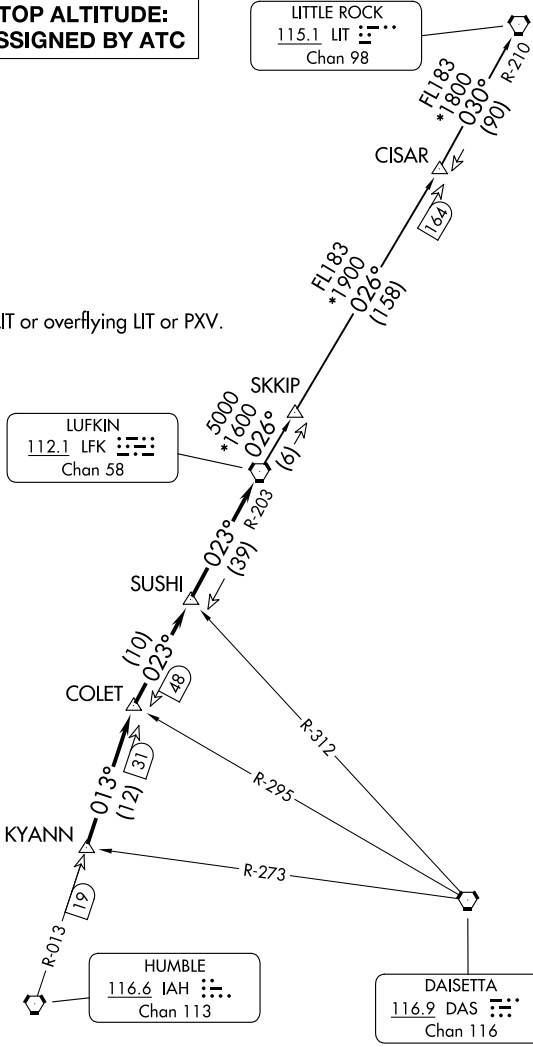 TOP ALTITUDE:
SSIGNED BY ATC
LITTLE ROCK
115.1 LIT
Chan 98
R-210
FL183
*1800
030°
(90)
CISAR
164
FL183
*1900
026°
(158)
LIT or overflying LIT or PXV.
SKKIP
5000
*1600
026°
(6)
LUFKIN
112.1 LFK
Chan 58
R-203
023°
(39)
SUSHI
(10)
023°
COLET
48
R-312
31
013°
(12)
R-295
KYANN
R-273
19
R-013
HUMBLE
116.6 IAH
Chan 113
DAISETTA
116.9 DAS
Chan 116